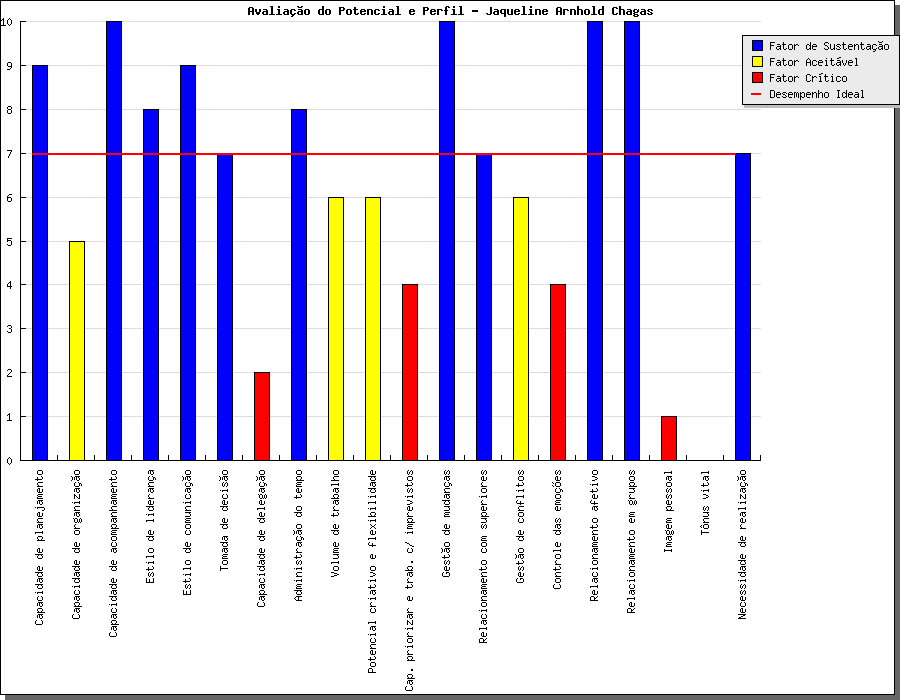 Avaliação do Potencial e Perfil - Jaqueline Arnhold Chagas
Fator de Sustentação
Fator Aceitável
Fator Crítico
Desempenho Ideal
10
9
8
7
6
5
4
3
2
1
0
Capacidade de planejamento
Capacidade de organização
Capacidade de acompanhamento
Estilo de liderança
Estilo de comunicação
Tomada de decisão
Capacidade de delegação
Administração do tempo
Volume de trabalho
Potencial criativo e flexibilidade
Cap. priorizar e trab. c/ imprevistos
Gestão de mudanças
Relacionamento com superiores
Gestão de conflitos
Controle das emoções
Relacionamento afetivo
Relacionamento em grupos
Imagem pessoal
Tônus vital
Necessidade de realização